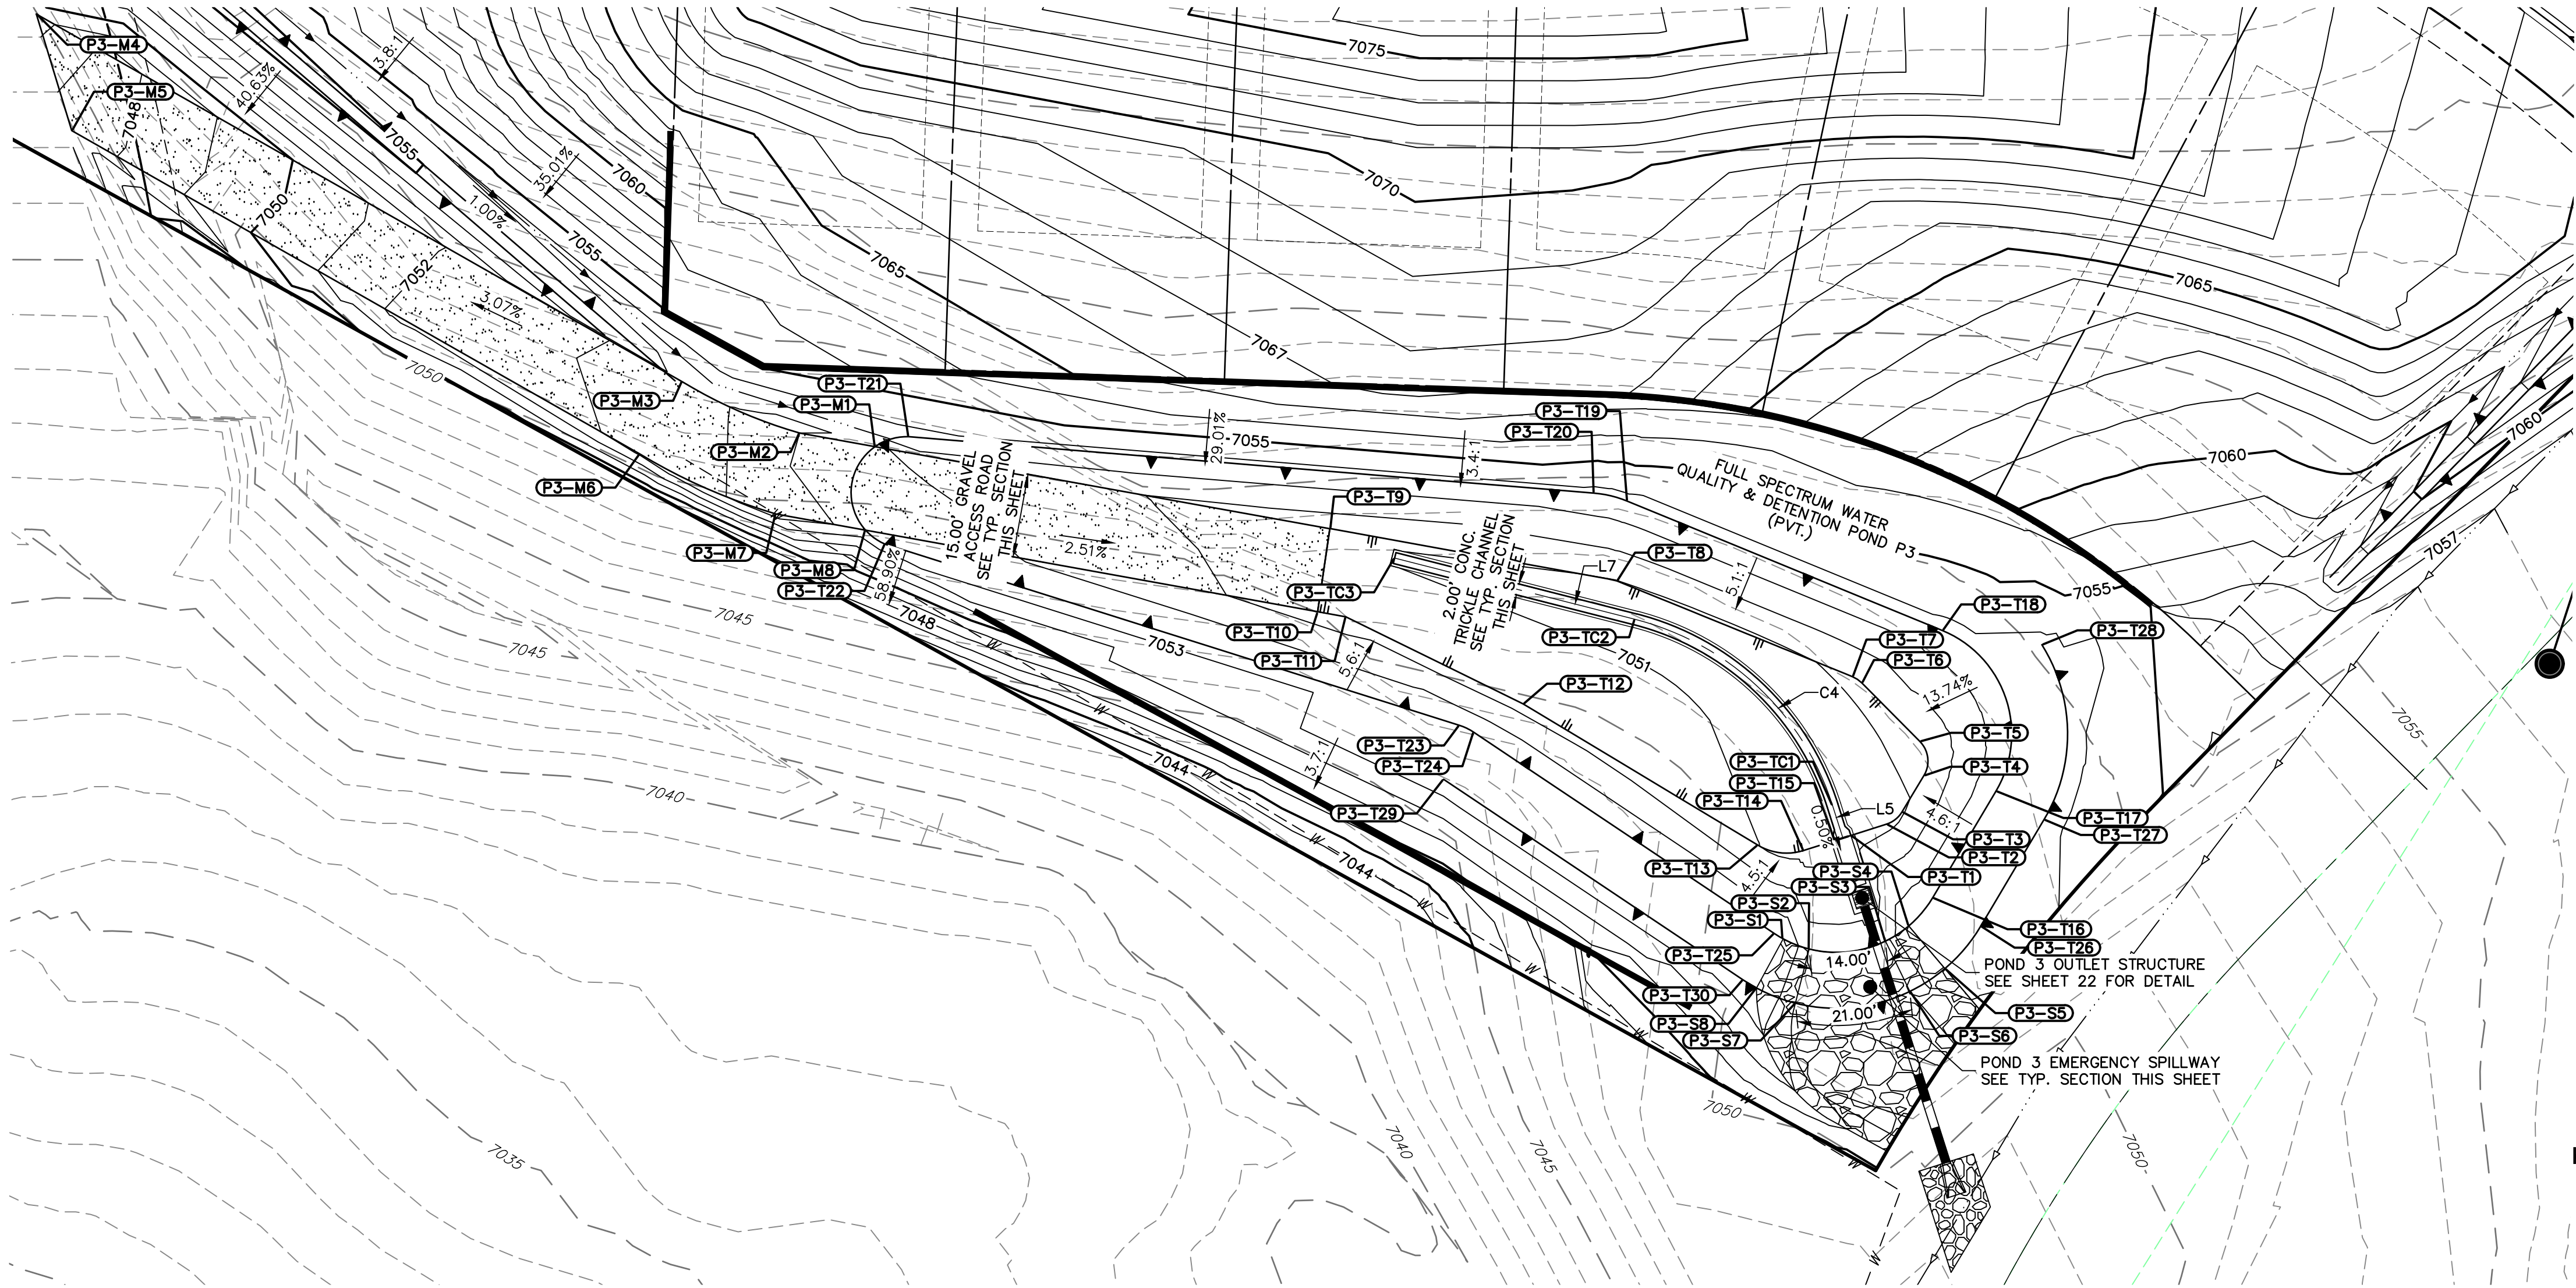 P3-M4
3.8:1
7075
P3-M5
40.63%
7048
7055
35.01%
7060
7070
7050
1.00%
7055
7065
7065
7052
3.07%
7067
7050
P3-T21
P3-M3
P3-M1
P3-T19
P3-T20
29.01%
7055
3.4:1
7060
7060
P3-M2
P3-M6
15.00' GRAVEL
ACCESS ROAD
SEE TYP. SECTION
THIS SHEET
FULL SPECTRUM WATER
QUALITY & DETENTION POND P3
(PVT.)
P3-T9
2.51%
P3-M7
P3-M8
P3-T22
58.90%
7048
2.00' CONC.
TRICKLE CHANNEL
SEE TYP. SECTION
THIS SHEET
P3-T8
L7
5.1:1
7057
7055
P3-TC3
P3-T10
P3-T11
P3-T18
P3-T28
P3-TC2
P3-T7
P3-T6
7045
7045
W
7053
5.6:1
7051
P3-T12
C4
13.74%
7055
W
P3-T23
P3-T24
3.7:1
P3-T5
P3-T4
7044
W
7040
P3-TC1
P3-T15
P3-T14
0.50%
L5
4.6:1
P3-T29
P3-T17
P3-T27
W
7044
P3-T3
P3-T2
P3-T13
4.5:1
P3-S4
P3-T1
P3-S3
P3-S2
P3-S1
W
P3-T16
P3-T26
P3-T25
14.00'
POND 3 OUTLET STRUCTURE
SEE SHEET 22 FOR DETAIL
W
P3-T30
21.00'
P3-S5
P3-S8
P3-S7
P3-S6
W
POND 3 EMERGENCY SPILLWAY
SEE TYP. SECTION THIS SHEET
W
7050
7035
7040
7045
7050
W
W